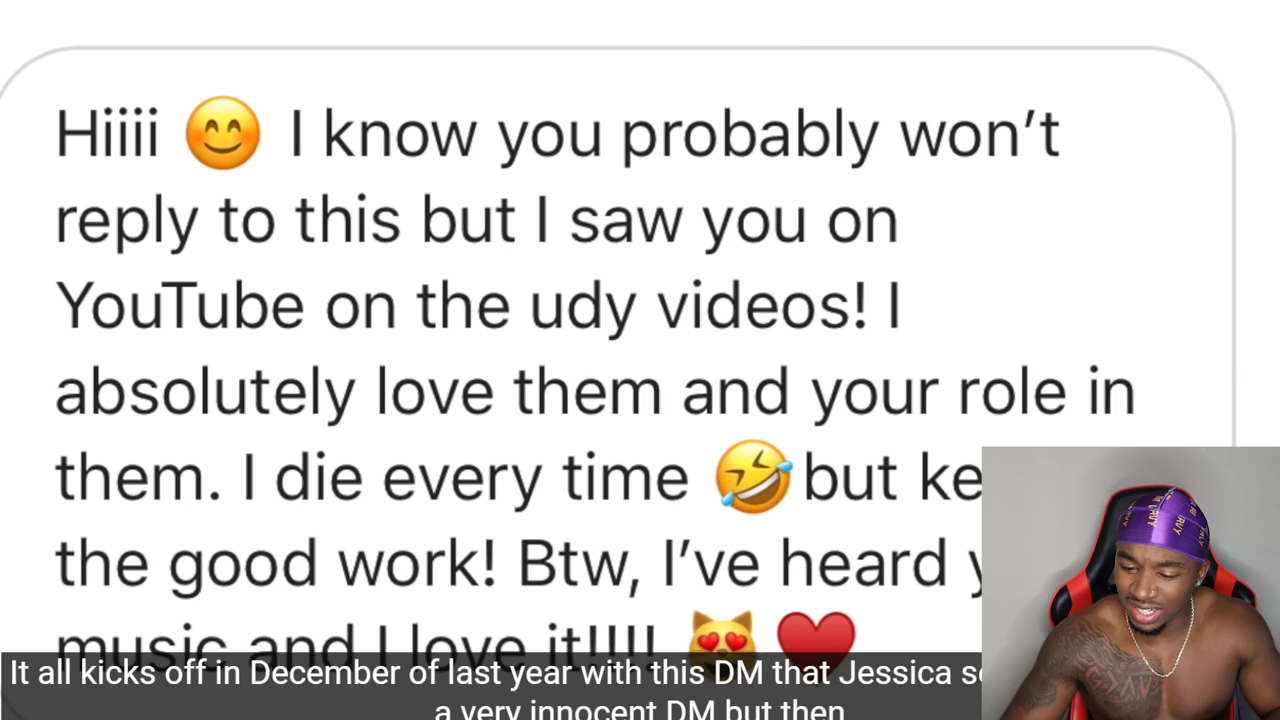 Hiiii 😊 I know you probably won’t
reply to this but I saw you on
YouTube on the udy videos! I
absolutely love them and your role in
them. I die every time 🤣 but ke
the good work! Btw, I’ve heard y
music and I love it!!!! 😻❤️
It all kicks off in December of last year with this DM that Jessica
a very innocent DM but then